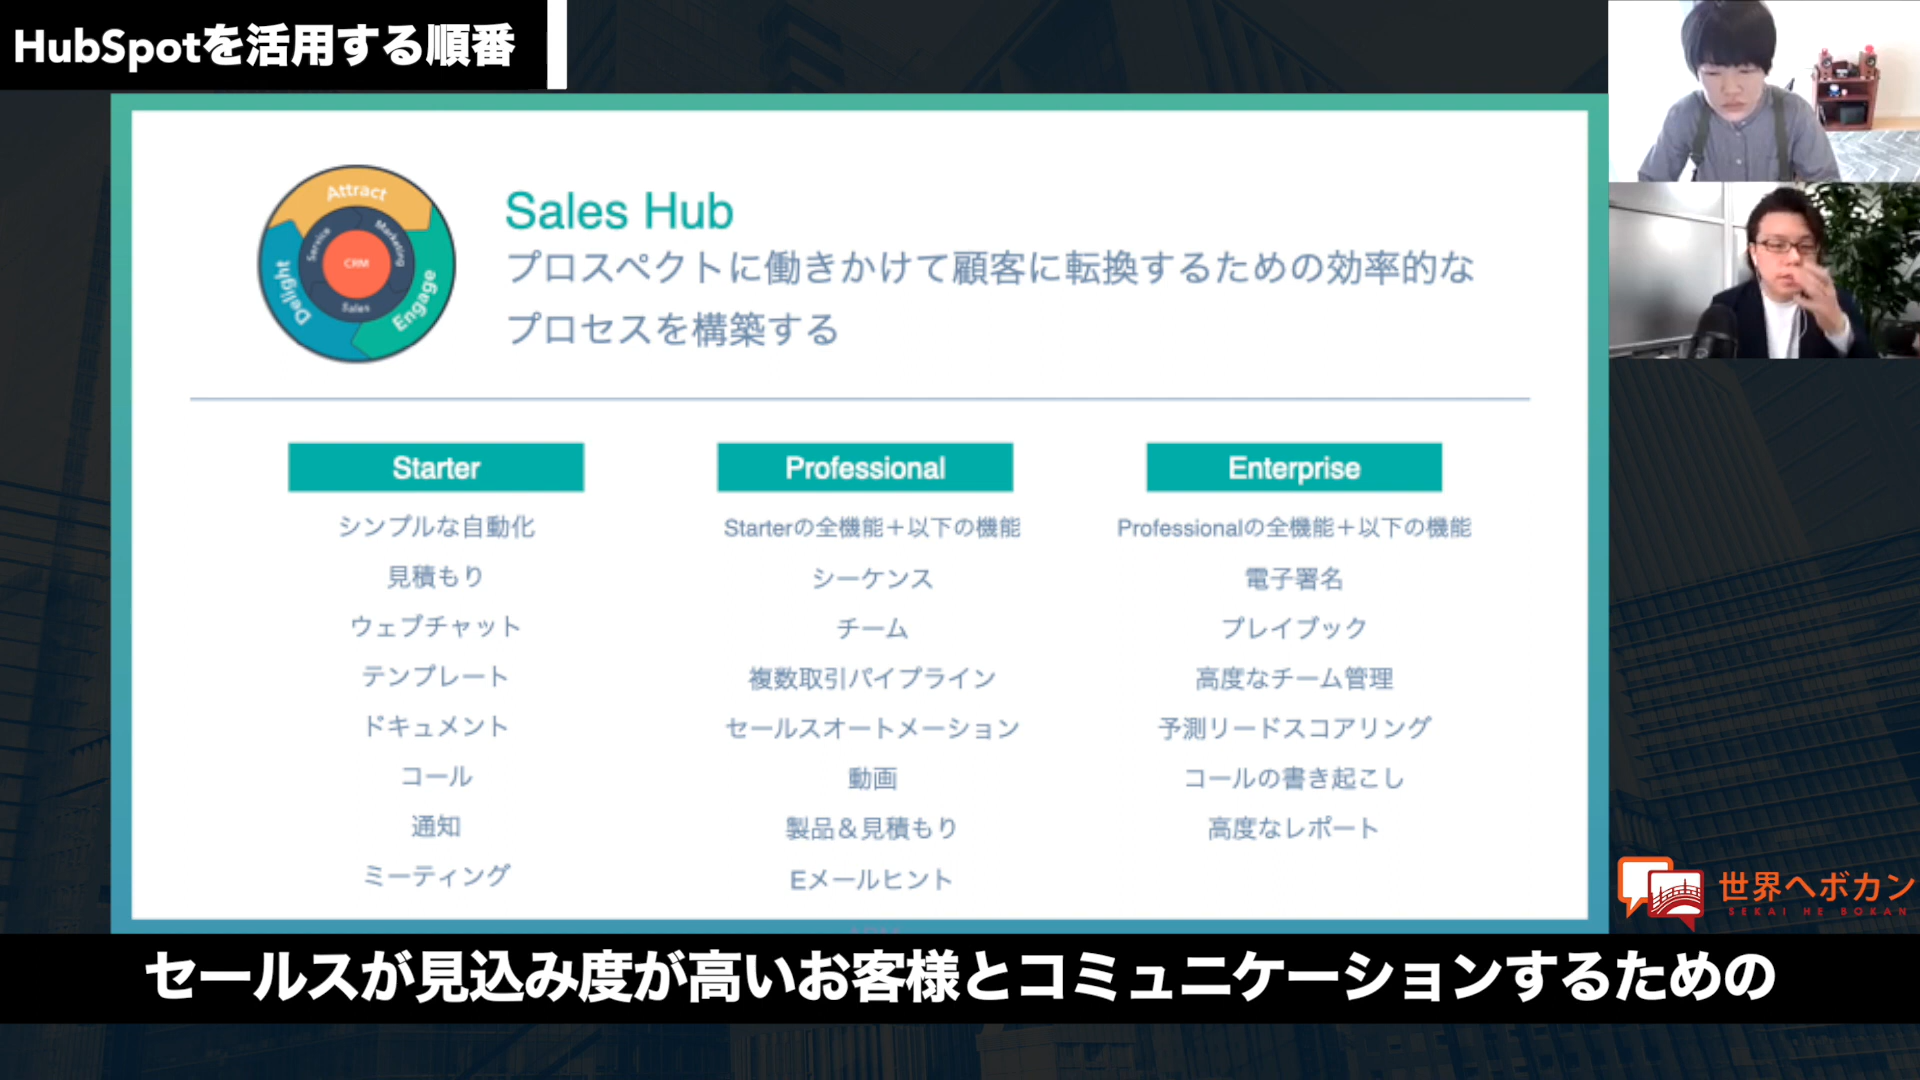 HubSpotを活用する順番
Attract
Service
Marketing
CRM
Delight
Sales
Engage
Sales Hub
プロスペクトに働きかけて顧客に転換するための効率的な
プロセスを構築する
Starter
シンプルな自動化
見積もり
ウェブチャット
テンプレート
ドキュメント
コール
通知
ミーティング
Professional
Starterの全機能＋以下の機能
シーケンス
チーム
複数取引パイプライン
セールスオートメーション
動画
製品＆見積もり
Eメールヒント
Enterprise
Professionalの全機能＋以下の機能
電子署名
プレイブック
高度なチーム管理
予測リードスコアリング
コールの書き起こし
高度なレポート
世界へボカン
SEKAI HE BOKAN
セールスが見込み度が高いお客様とコミュニケーションするための